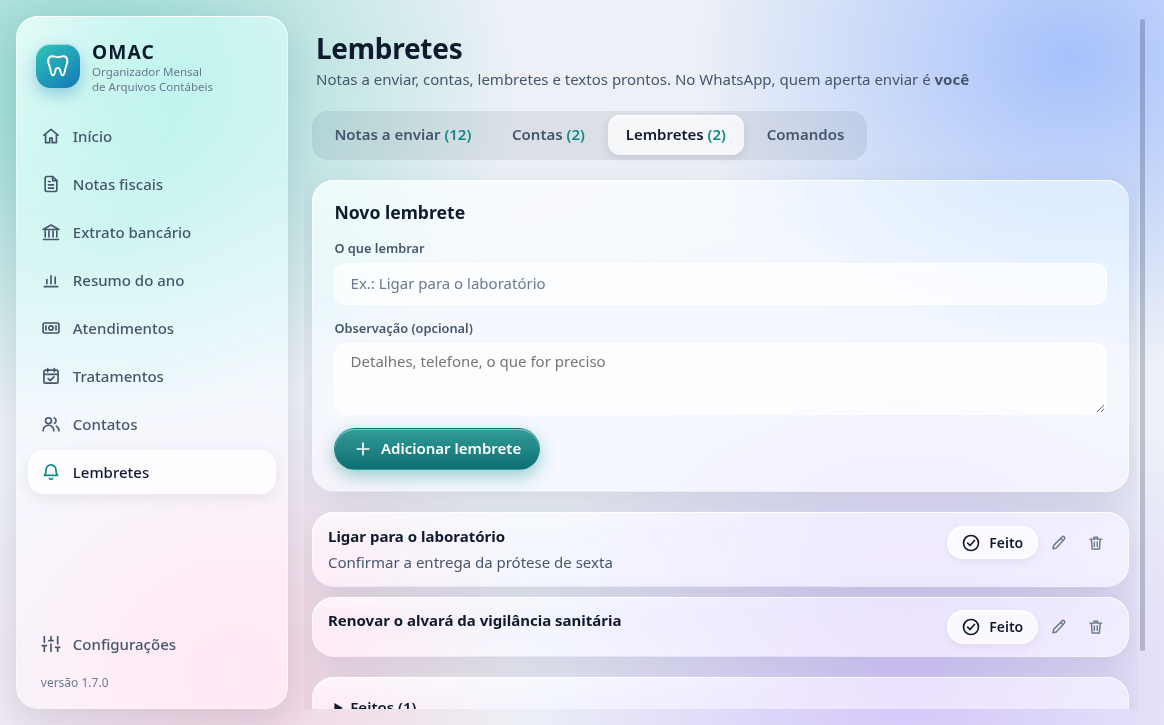 OMAC
Organizador Mensal
de Arquivos Contábeis
Início
Notas fiscais
Extrato bancário
Resumo do ano
Atendimentos
Tratamentos
Contatos
Lembretes
Configurações
versão 1.7.0
Lembretes
Notas a enviar, contas, lembretes e textos prontos. No WhatsApp, quem aperta enviar é você
Notas a enviar (12) Contas (2) Lembretes (2) Comandos
Novo lembrete
O que lembrar
Ex.: Ligar para o laboratório
Observação (opcional)
Detalhes, telefone, o que for preciso
Adicionar lembrete
Ligar para o laboratório
Confirmar a entrega da prótese de sexta
Feito
Renovar o alvará da vigilância sanitária
Feito
Feitos (1)